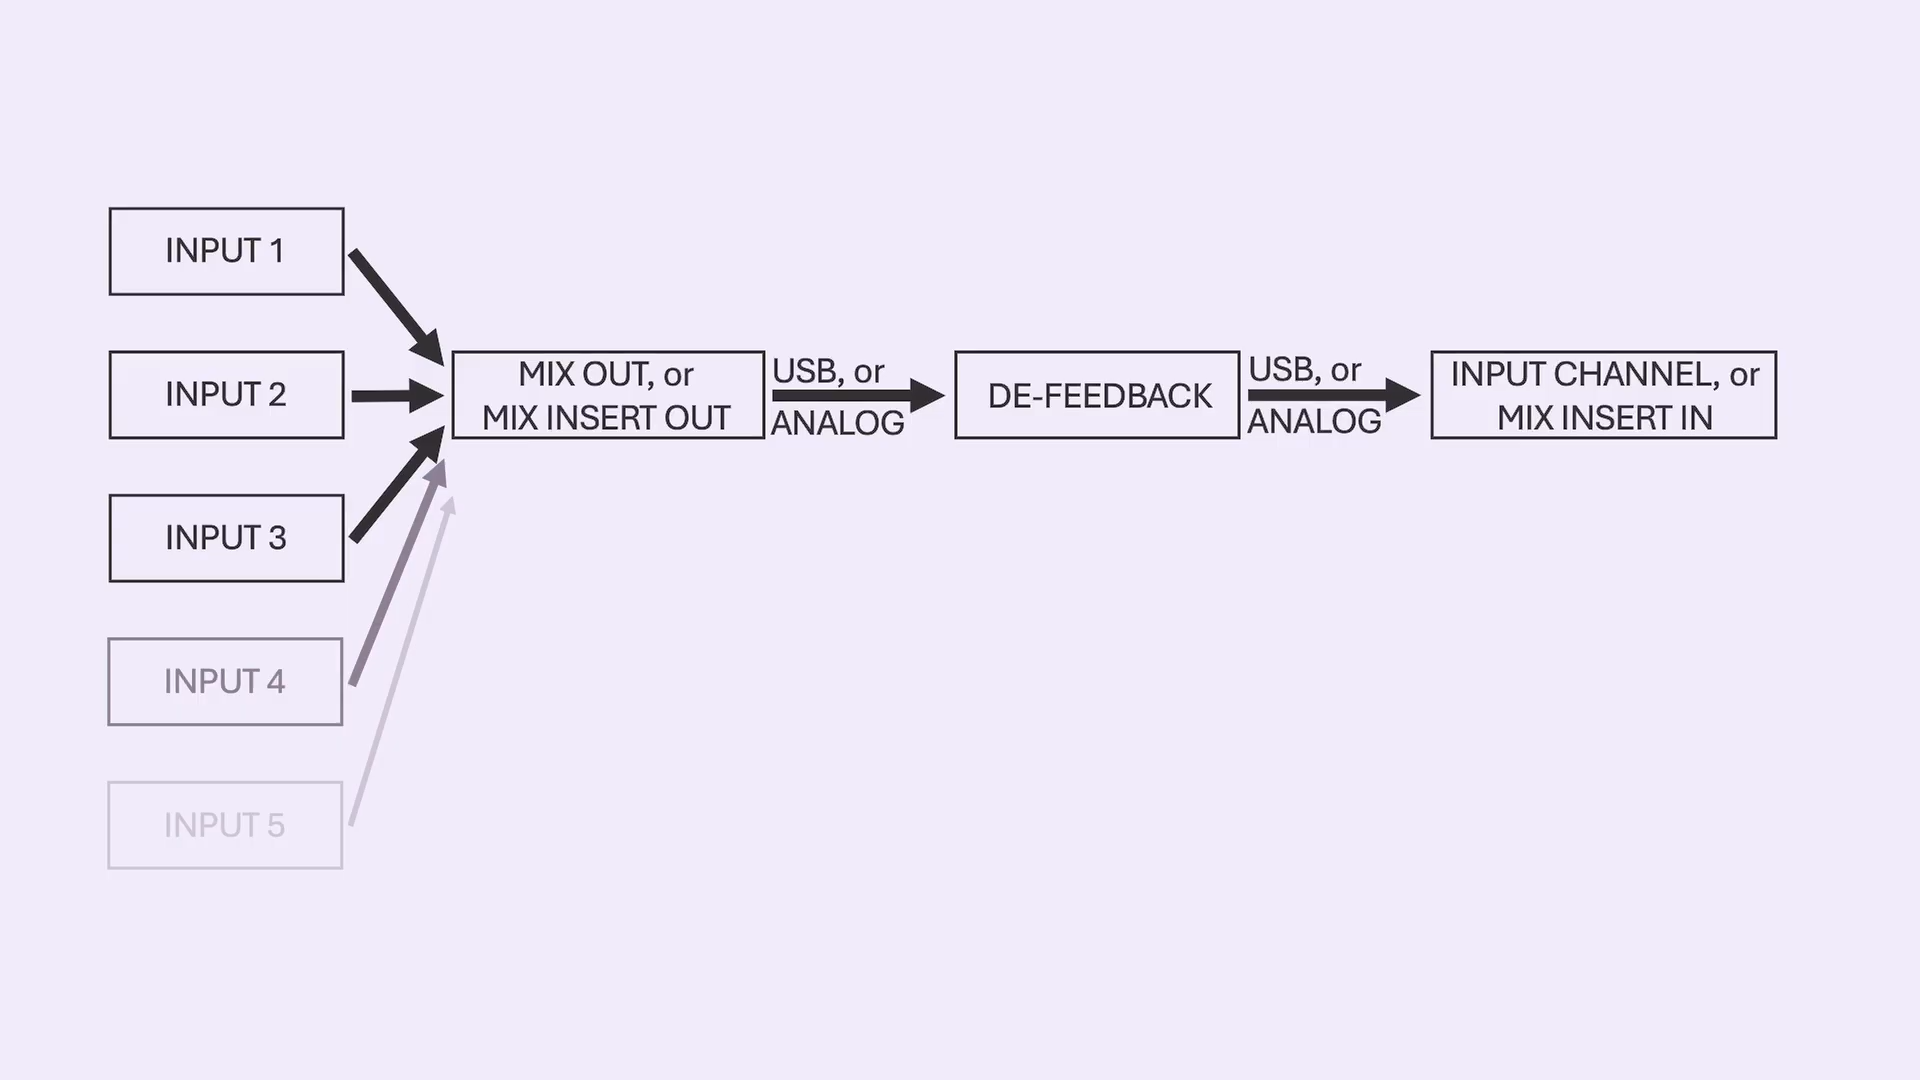 INPUT 1
INPUT 2
INPUT 3
INPUT 4
INPUT 5
MIX OUT, or
MIX INSERT OUT
USB, or
ANALOG
DE-FEEDBACK
USB, or
ANALOG
INPUT CHANNEL, or
MIX INSERT IN